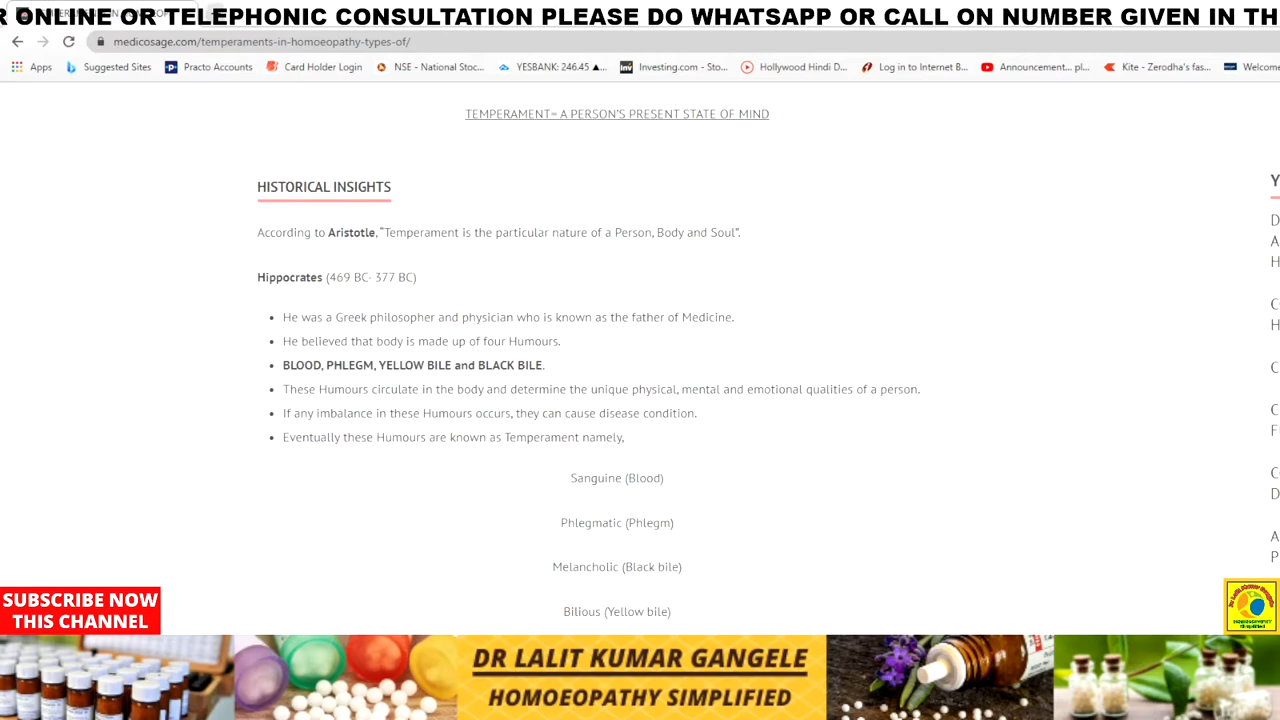 R ONLINE OR TELEPHONIC CONSULTATION PLEASE DO WHATSAPP OR CALL ON NUMBER GIVEN IN TH
medicosage.com/temperaments-in-homoeopathy-types-of/
Apps Suggested Sites Practo Accounts Card Holder Login NSE - National Stoc... YESBANK: 246.45 ▲... Investing.com - Sto... Hollywood Hindi D... Log in to Internet B... Announcement... pl... Kite - Zerodha's fas... Welcome
TEMPERAMENT= A PERSON'S PRESENT STATE OF MIND
HISTORICAL INSIGHTS
According to Aristotle, “Temperament is the particular nature of a Person, Body and Soul”.
Hippocrates (469 BC- 377 BC)
• He was a Greek philosopher and physician who is known as the father of Medicine.
• He believed that body is made up of four Humours.
• BLOOD, PHLEGM, YELLOW BILE and BLACK BILE.
• These Humours circulate in the body and determine the unique physical, mental and emotional qualities of a person.
• If any imbalance in these Humours occurs, they can cause disease condition.
• Eventually these Humours are known as Temperament namely,
Sanguine (Blood)
Phlegmatic (Phlegm)
Melancholic (Black bile)
Bilious (Yellow bile)
Y
D
A
H
C
H
C
C
F
C
D
A
P
SUBSCRIBE NOW
THIS CHANNEL
DR LALIT KUMAR GANGELE
HOMOEOPATHY SIMPLIFIED